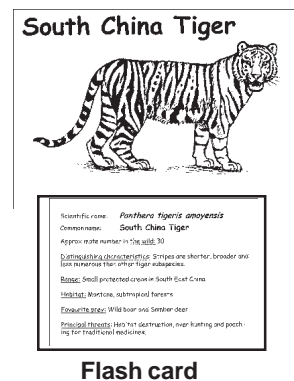 South China Tiger
Scientific name: Panthera tigeris amoyensis
Common name: South China Tiger
Approx mate number in the wild: 30
Distinguishing characteristics: Stripes are shorter, broader and
less numerous than other tiger subspecies.
Range: Small protected areas in South East China
Habitat: Montane, subtropical forests
Favourite prey: Wild boar and Sambar deer
Principal threats: Habitat destruction, over hunting and poach-
ing for traditional medicines.
Flash card